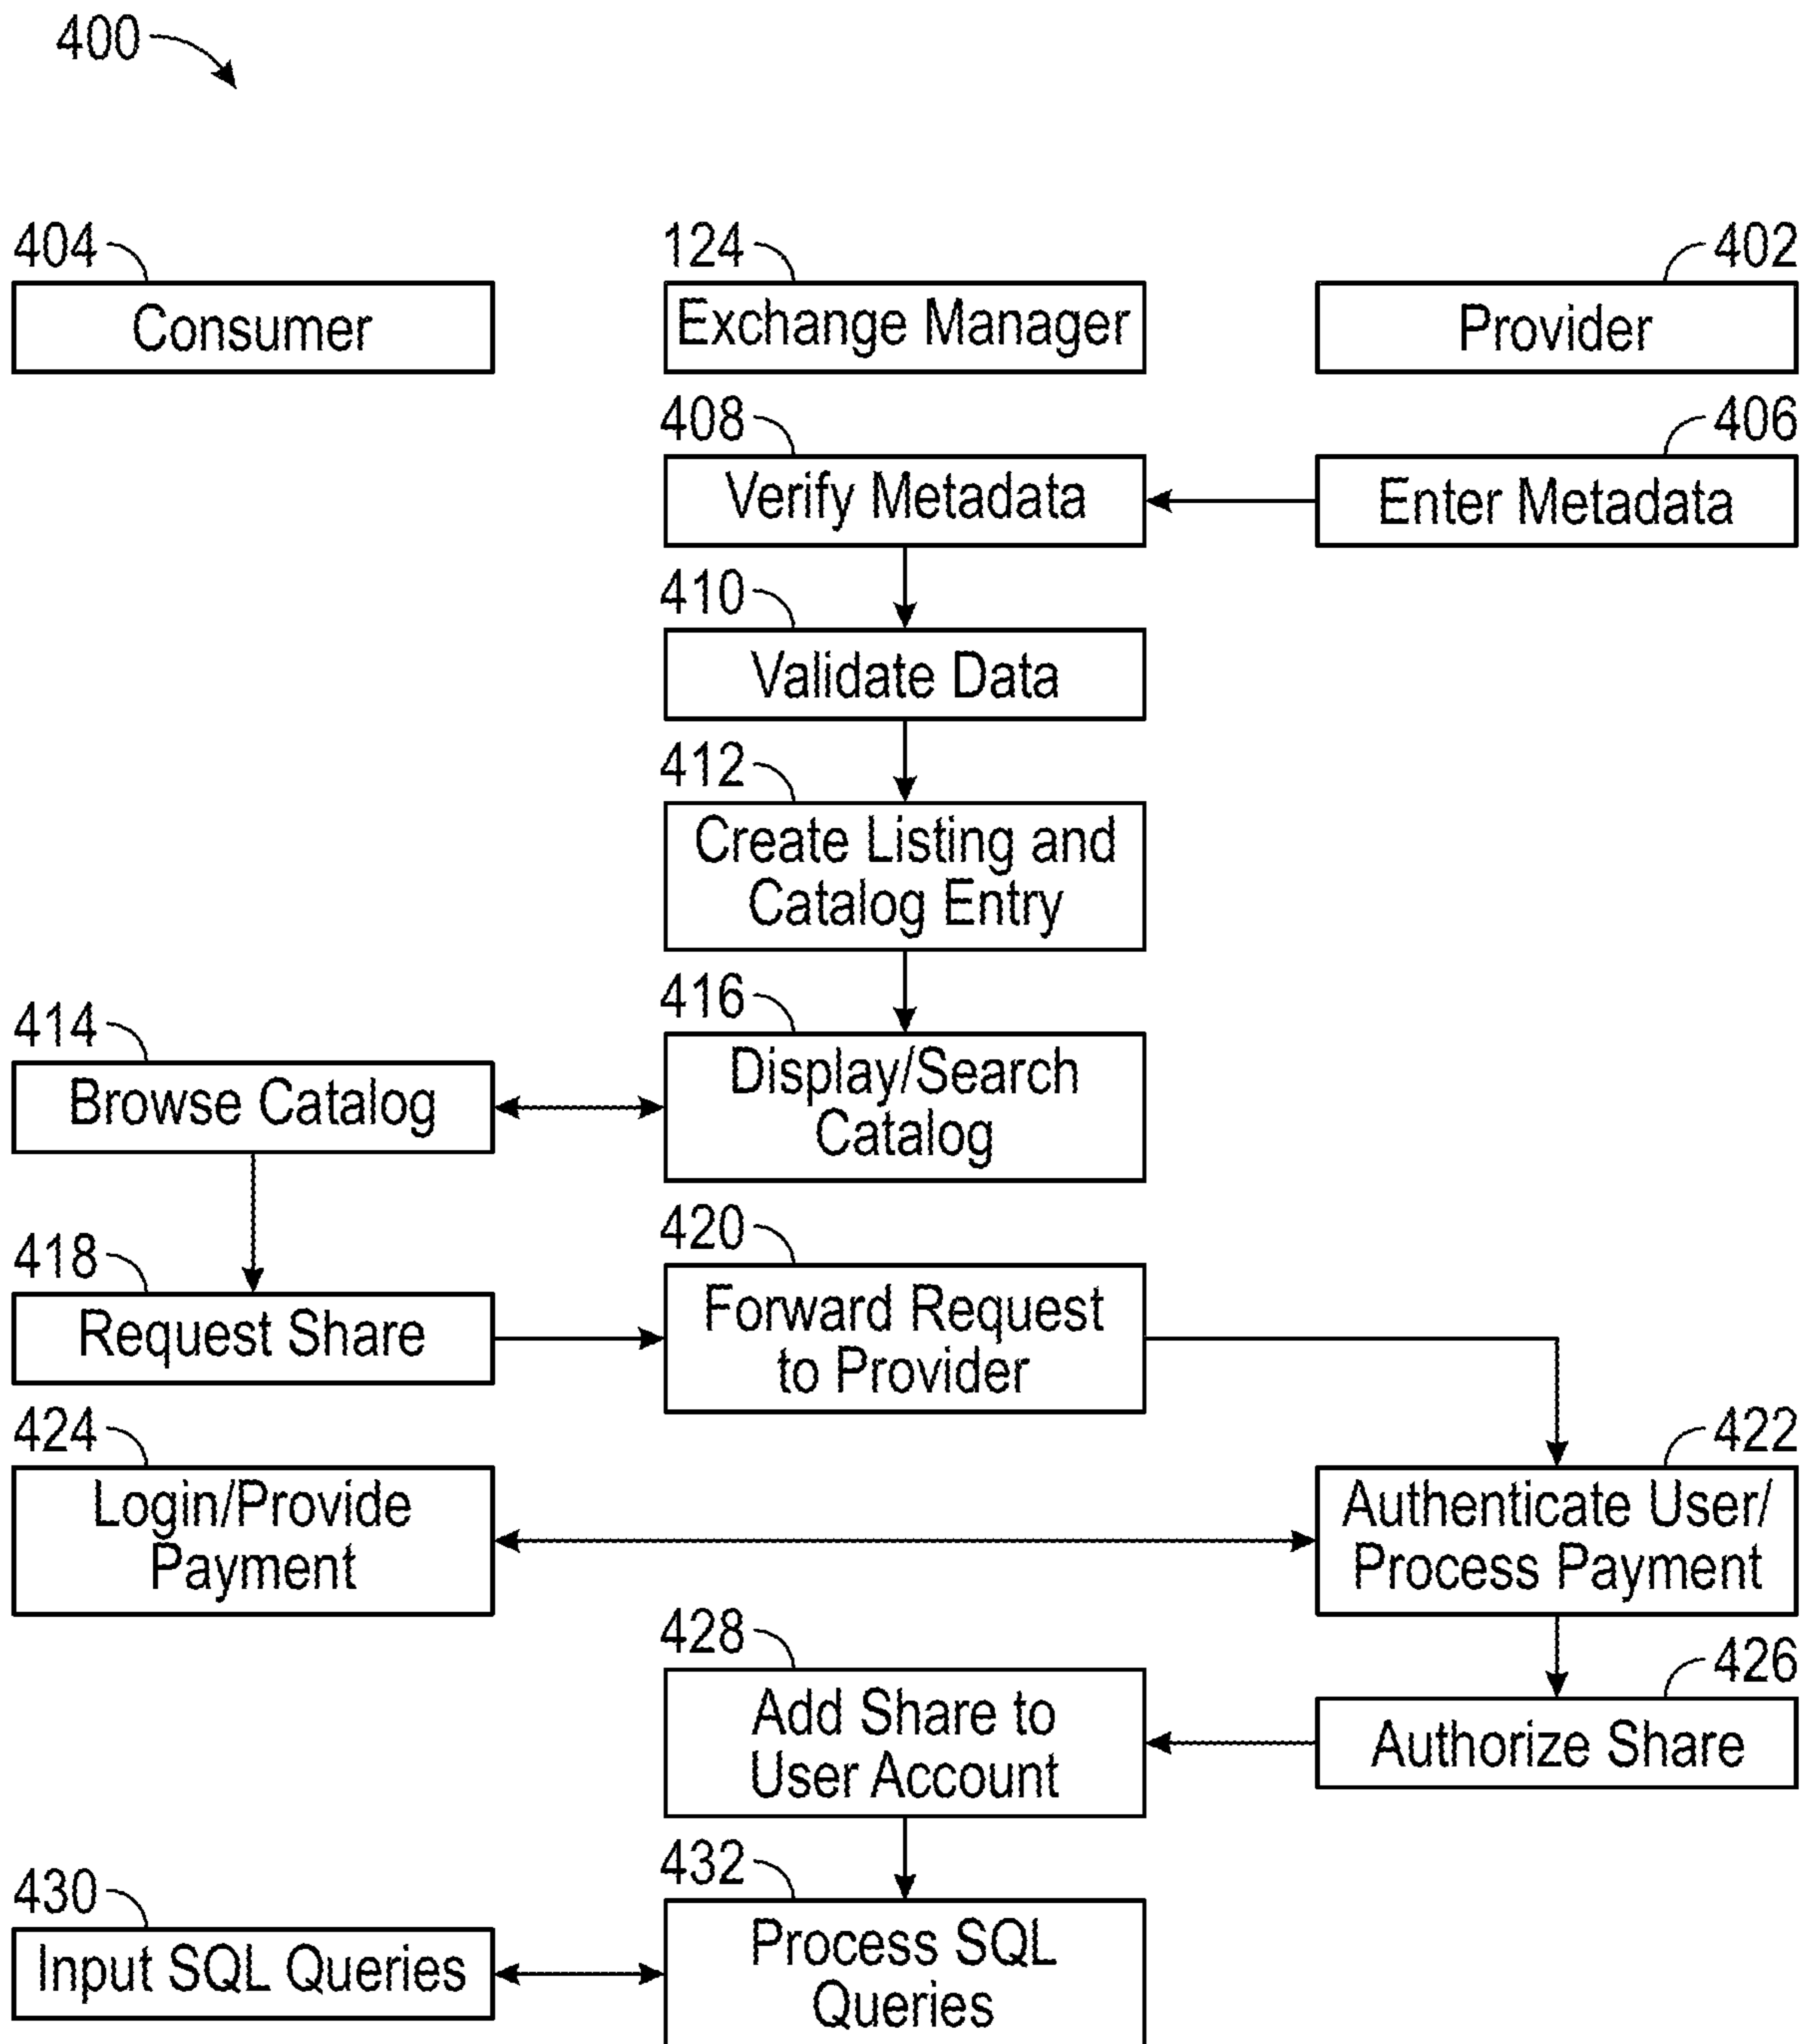 400
404
124
402
Consumer
Exchange Manager
Provider
408
406
Verify Metadata
Enter Metadata
410
Validate Data
412
Create Listing and
Catalog Entry
416
414
Display/Search
Catalog
Browse Catalog
420
418
Forward Request
to Provider
Request Share
424
422
Login/Provide
Payment
Authenticate User/
Process Payment
428
426
Add Share to
User Account
Authorize Share
432
430
Process SQL
Queries
Input SQL Queries